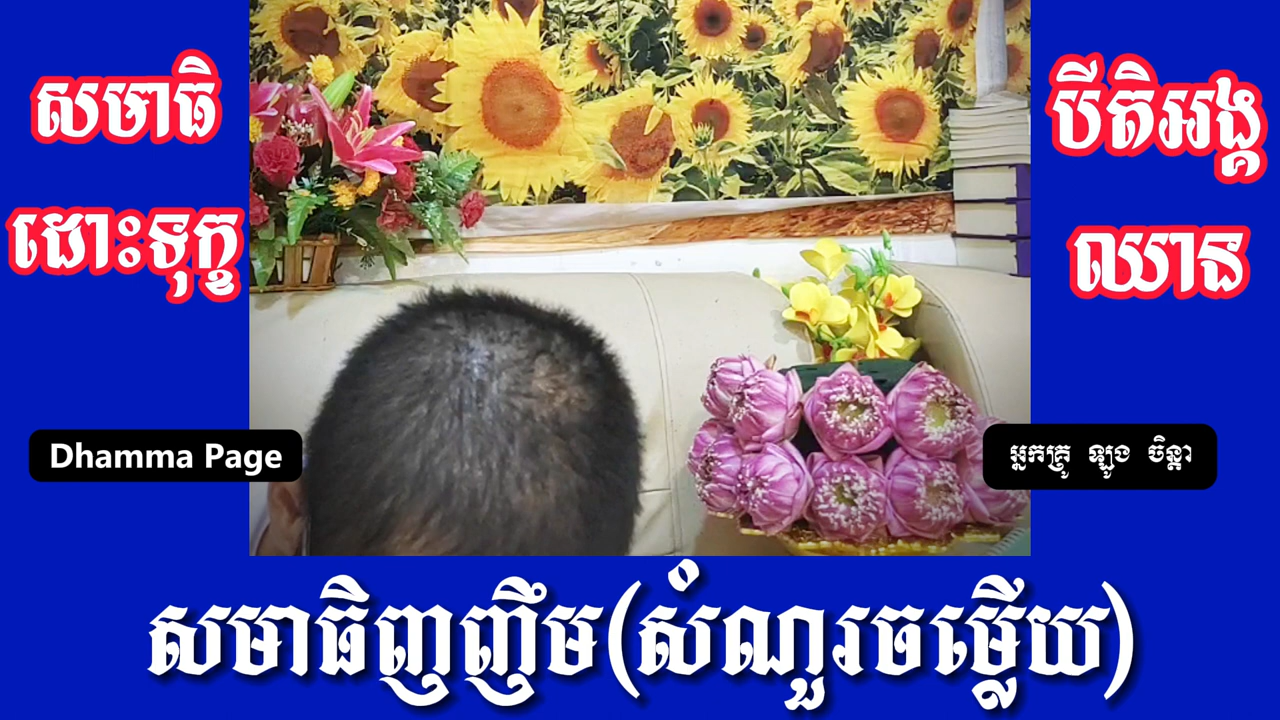 សមាធិ
ដោះទុក្ខ
បីតិអង្គ
ឈាន
Dhamma Page
អ្នកគ្រូ ឡុង ចិន្តា
សមាធិញញឹម(សំណួរចម្លើយ)